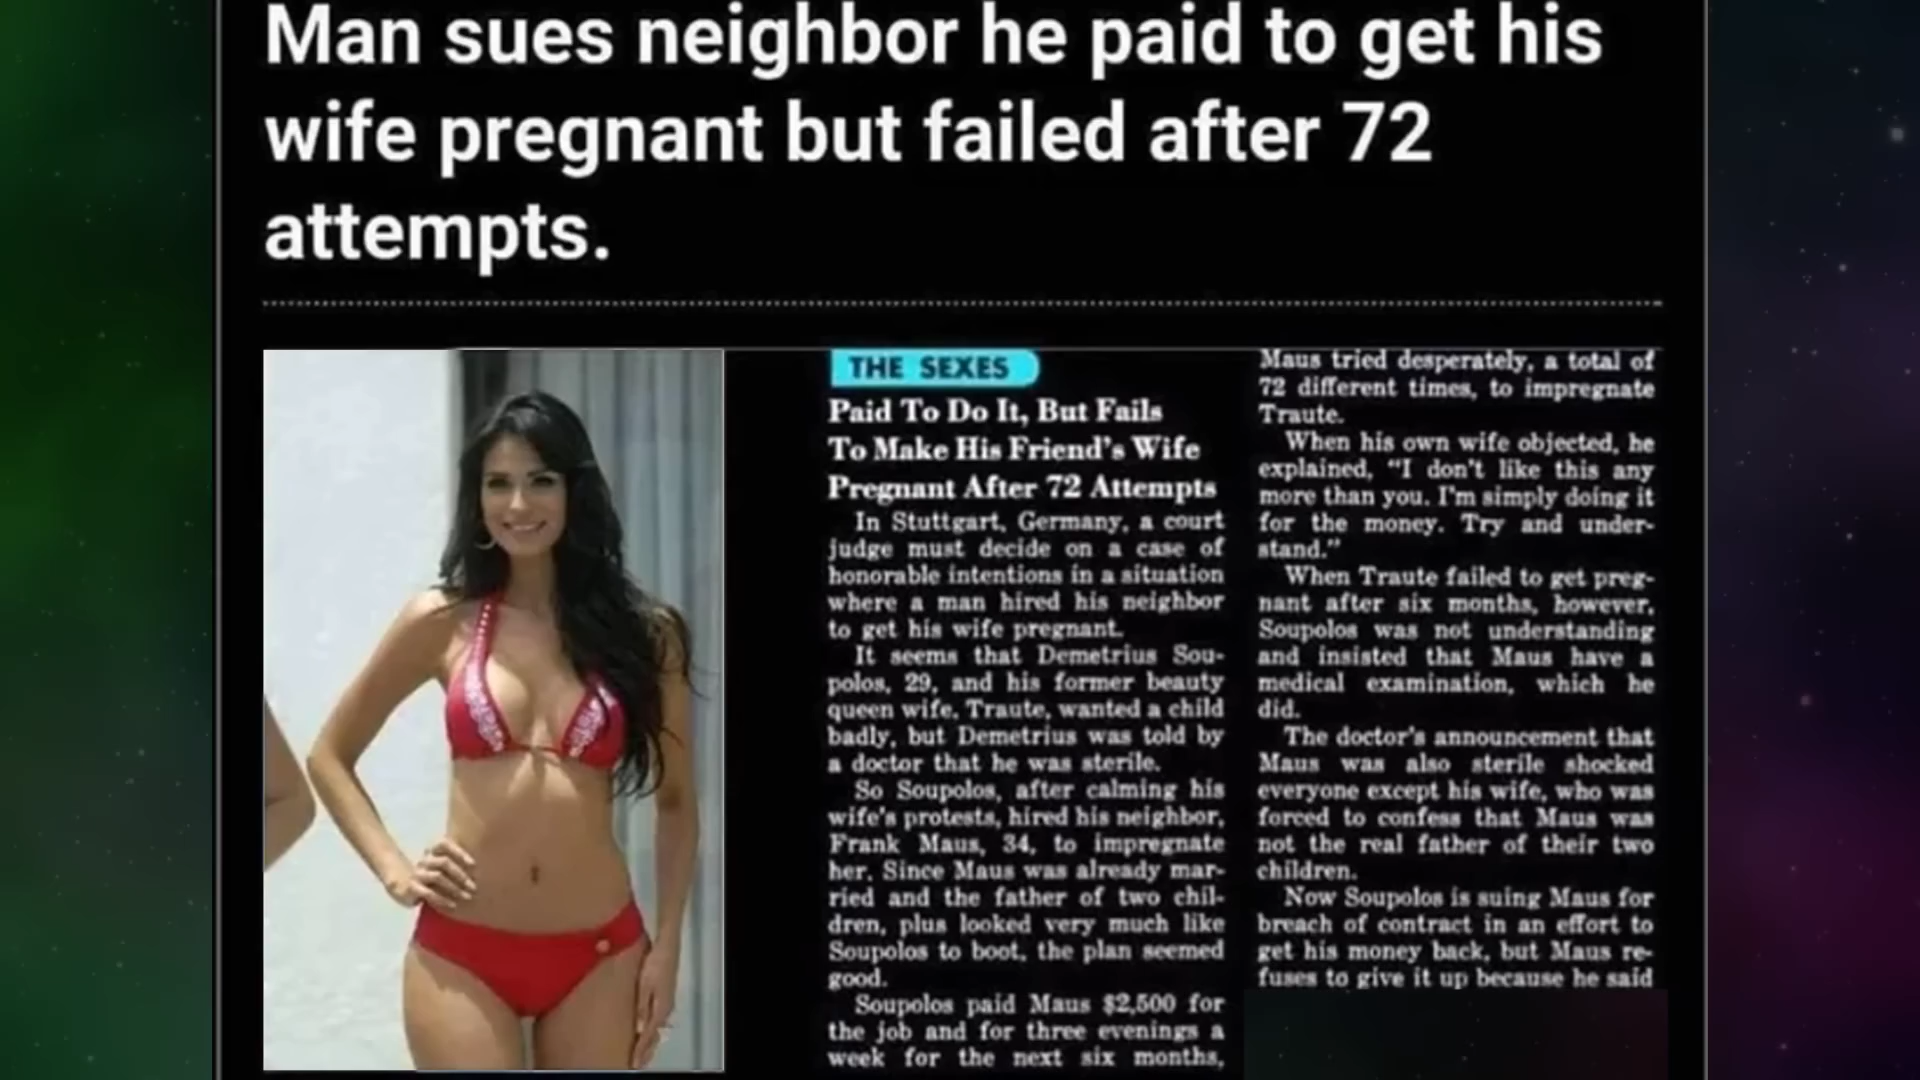 Man sues neighbor he paid to get his
wife pregnant but failed after 72
attempts.
THE SEXES
Paid To Do It, But Fails
To Make His Friend's Wife
Pregnant After 72 Attempts
In Stuttgart, Germany, a court
judge must decide on a case of
honorable intentions in a situation
where a man hired his neighbor
to get his wife pregnant.
It seems that Demetrius Sou-
polos, 29, and his former beauty
queen wife, Traute, wanted a child
badly, but Demetrius was told by
a doctor that he was sterile.
So Soupolos, after calming his
wife's protests, hired his neighbor,
Frank Maus, 34, to impregnate
her. Since Maus was already mar-
ried and the father of two chil-
dren, plus looked very much like
Soupolos to boot, the plan seemed
good.
Soupolos paid Maus $2,500 for
the job and for three evenings a
week for the next six months,
Maus tried desperately, a total of
72 different times, to impregnate
Traute.
When his own wife objected, he
explained, "I don't like this any
more than you. I'm simply doing it
for the money. Try and under-
stand."
When Traute failed to get preg-
nant after six months, however,
Soupolos was not understanding
and insisted that Maus have a
medical examination, which he
did.
The doctor's announcement that
Maus was also sterile shocked
everyone except his wife, who was
forced to confess that Maus was
not the real father of their two
children.
Now Soupolos is suing Maus for
breach of contract in an effort to
get his money back, but Maus re-
fuses to give it up because he said